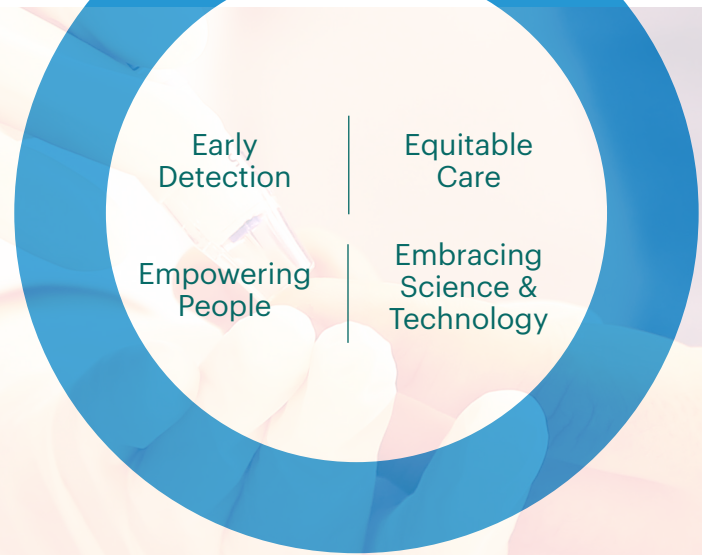 Early
Detection
Equitable
Care
Empowering
People
Embracing
Science &
Technology